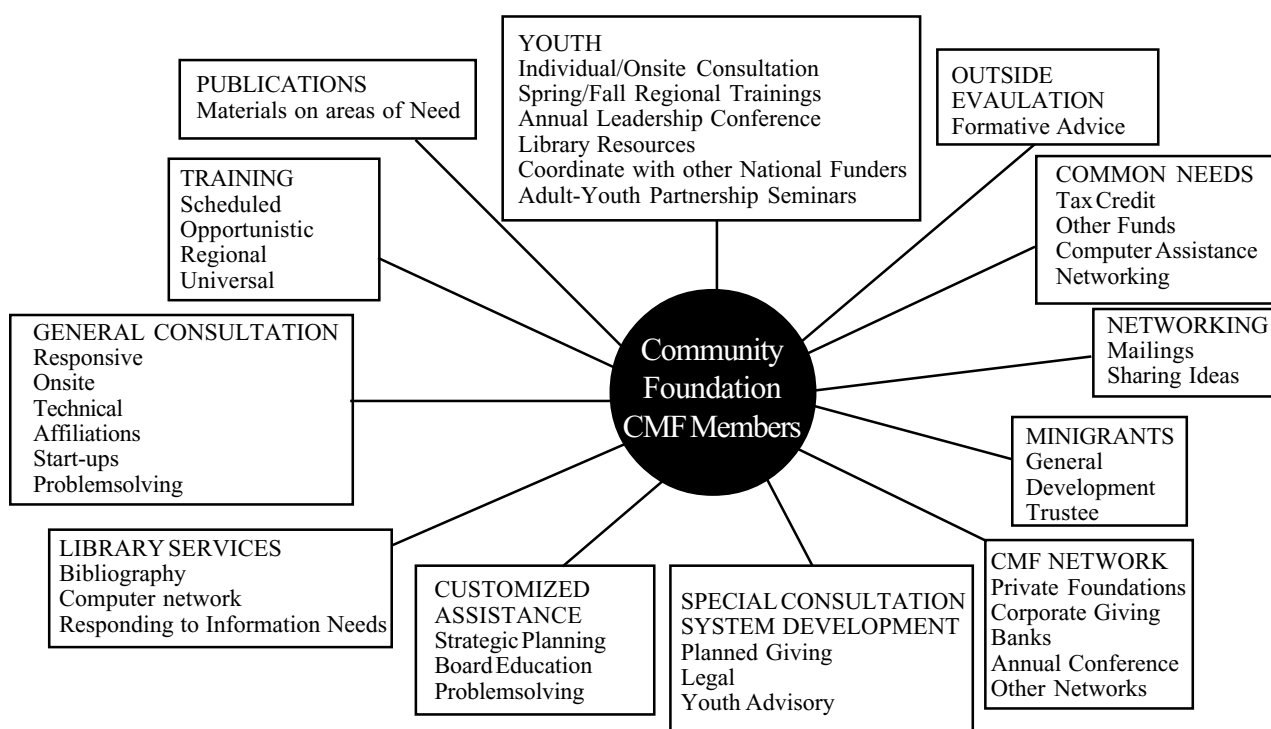 YOUTH
Individual/Onsite Consultation
Spring/Fall Regional Trainings
Annual Leadership Conference
Library Resources
Coordinate with other National Funders
Adult-Youth Partnership Seminars
PUBLICATIONS
Materials on areas of Need
OUTSIDE
EVAULATION
Formative Advice
TRAINING
Scheduled
Opportunistic
Regional
Universal
COMMON NEEDS
Tax Credit
Other Funds
Computer Assistance
Networking
GENERAL CONSULTATION
Responsive
Onsite
Technical
Affiliations
Start-ups
Problemsolving
Community
Foundation
CMF Members
NETWORKING
Mailings
Sharing Ideas
MINIGRANTS
General
Development
Trustee
LIBRARY SERVICES
Bibliography
Computer network
Responding to Information Needs
CUSTOMIZED
ASSISTANCE
Strategic Planning
Board Education
Problemsolving
SPECIAL CONSULTATION
SYSTEM DEVELOPMENT
Planned Giving
Legal
Youth Advisory
CMF NETWORK
Private Foundations
Corporate Giving
Banks
Annual Conference
Other Networks